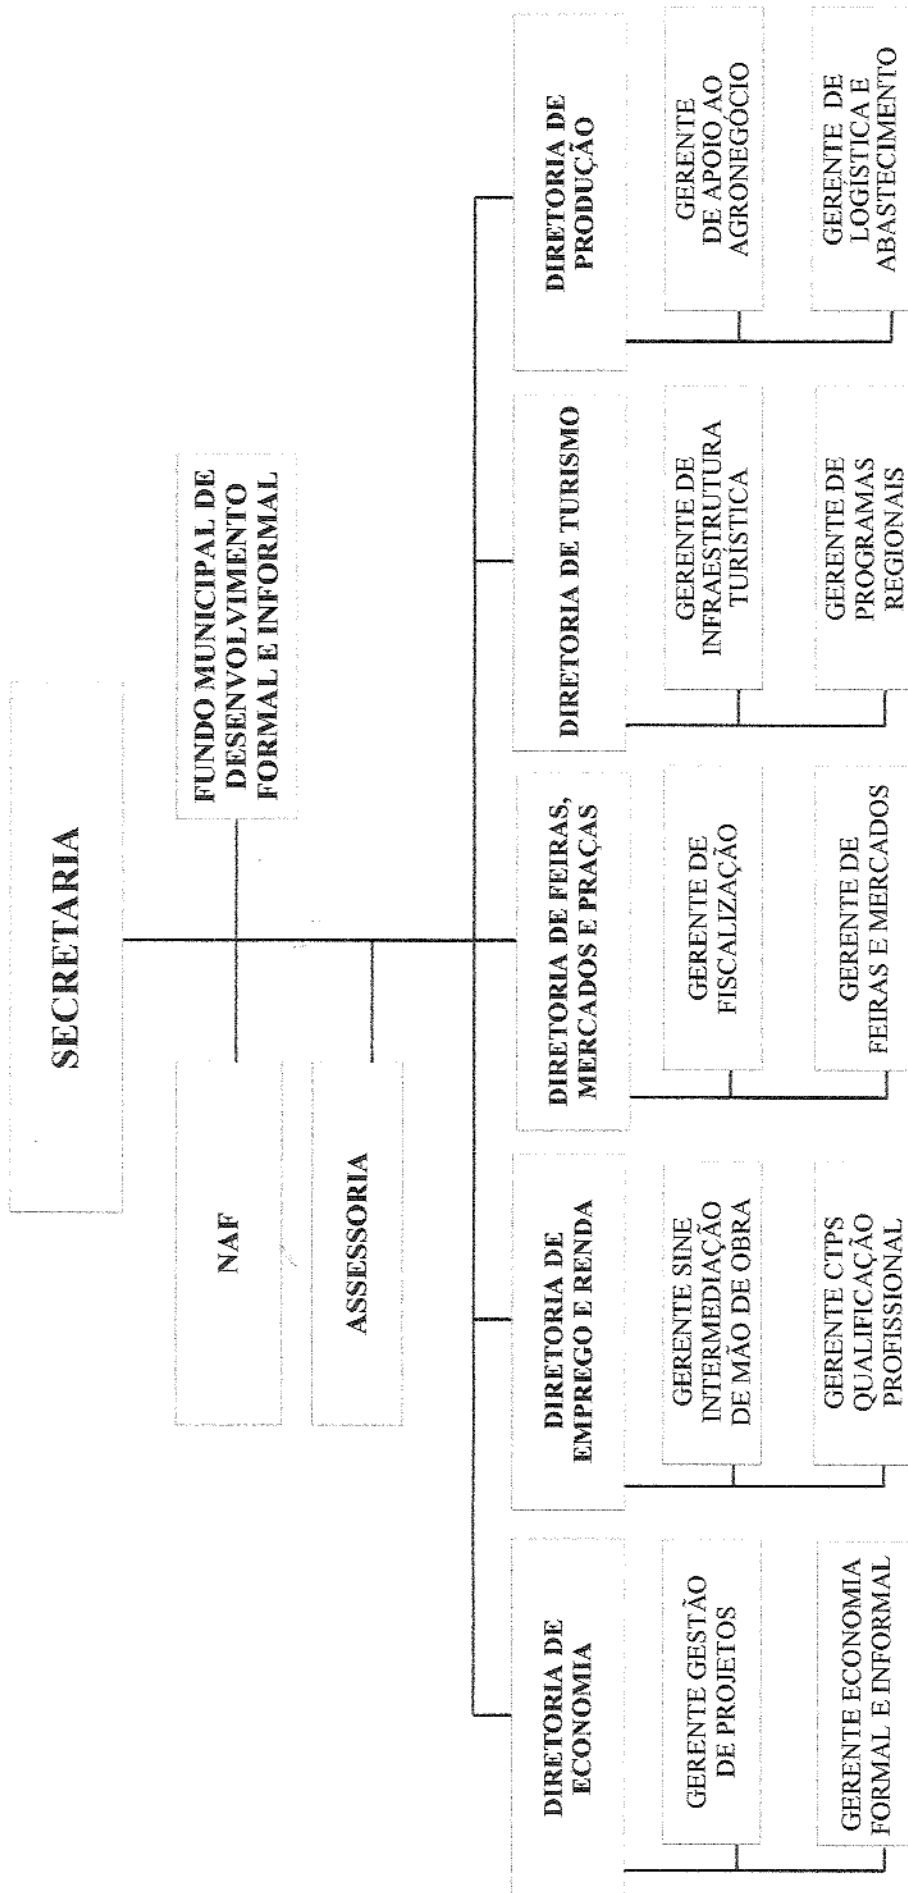 SECRETARIA
FUNDO MUNICIPAL DE
DESENVOLVIMENTO
FORMAL E INFORMAL
NAF
ASSESSORIA
DIRETORIA DE
ECONOMIA
GERENTE GESTÃO
DE PROJETOS
GERENTE ECONOMIA
FORMAL E INFORMAL
DIRETORIA DE
EMPREGO E RENDA
GERENTE SINE
INTERMEDIAÇÃO
DE MÃO DE OBRA
GERENTE CTPS
QUALIFICAÇÃO
PROFISSIONAL
DIRETORIA DE FEIRAS,
MERCADOS E PRAÇAS
GERENTE DE
FISCALIZAÇÃO
GERENTE DE
FEIRAS E MERCADOS
DIRETORIA DE TURISMO
GERENTE DE
INFRAESTRUTURA
TURÍSTICA
GERENTE DE
PROGRAMAS
REGIONAIS
DIRETORIA DE
PRODUÇÃO
GERENTE
DE APOIO AO
AGRONEGÓCIO
GERENTE DE
LOGÍSTICA E
ABASTECIMENTO